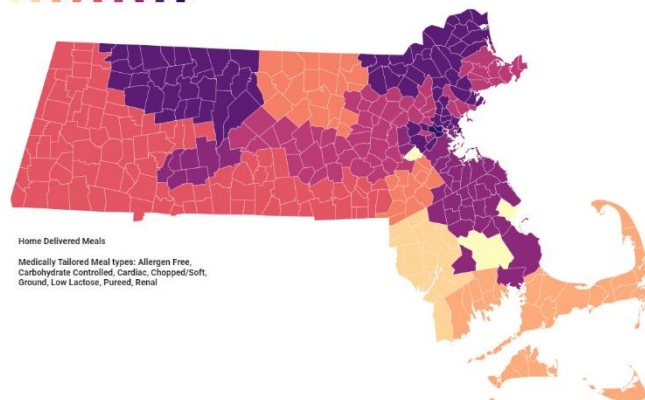 Home Delivered Meals
Medically Tailored Meal types: Allergen Free,
Carbohydrate Controlled, Cardiac, Chopped/Soft,
Ground, Low Lactose, Pureed, Renal